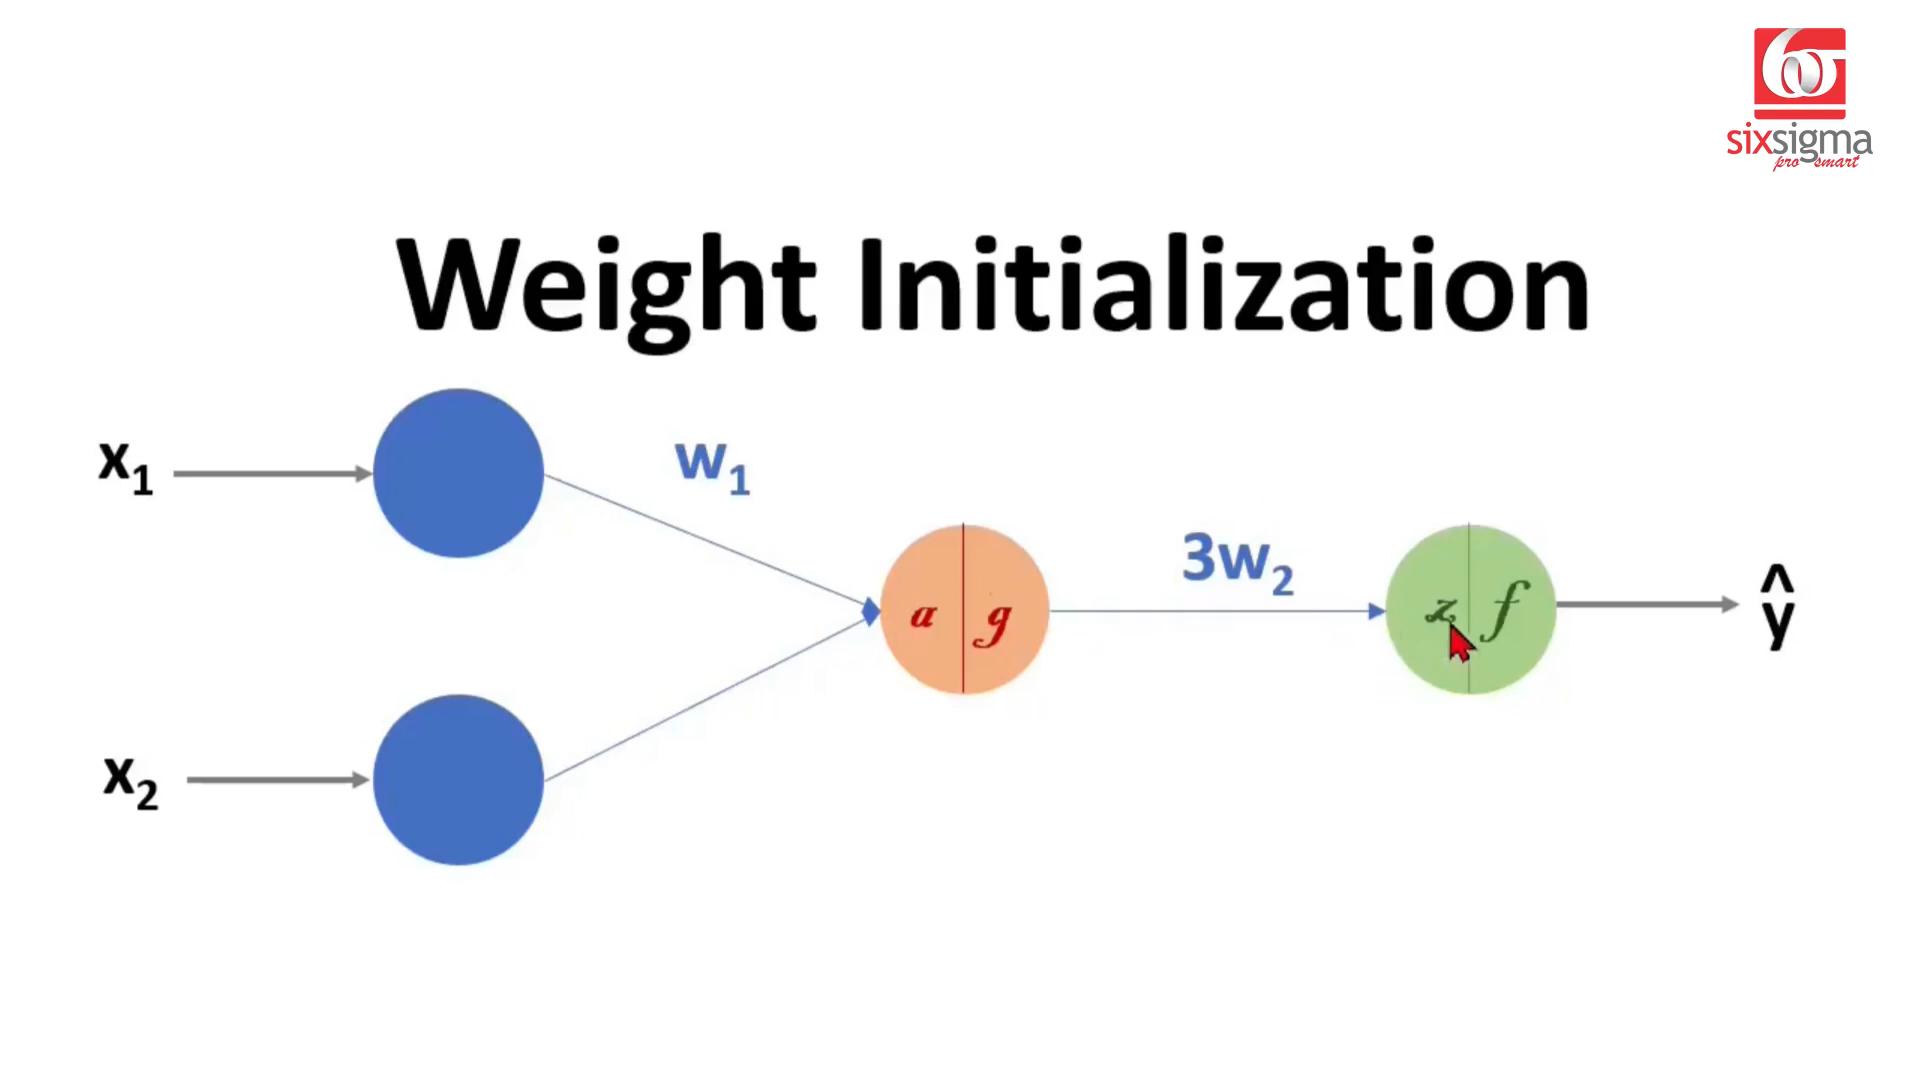 sixsigma
pro smart
Weight Initialization
x₁
w₁
3w₂
a g
z f
ŷ
x₂